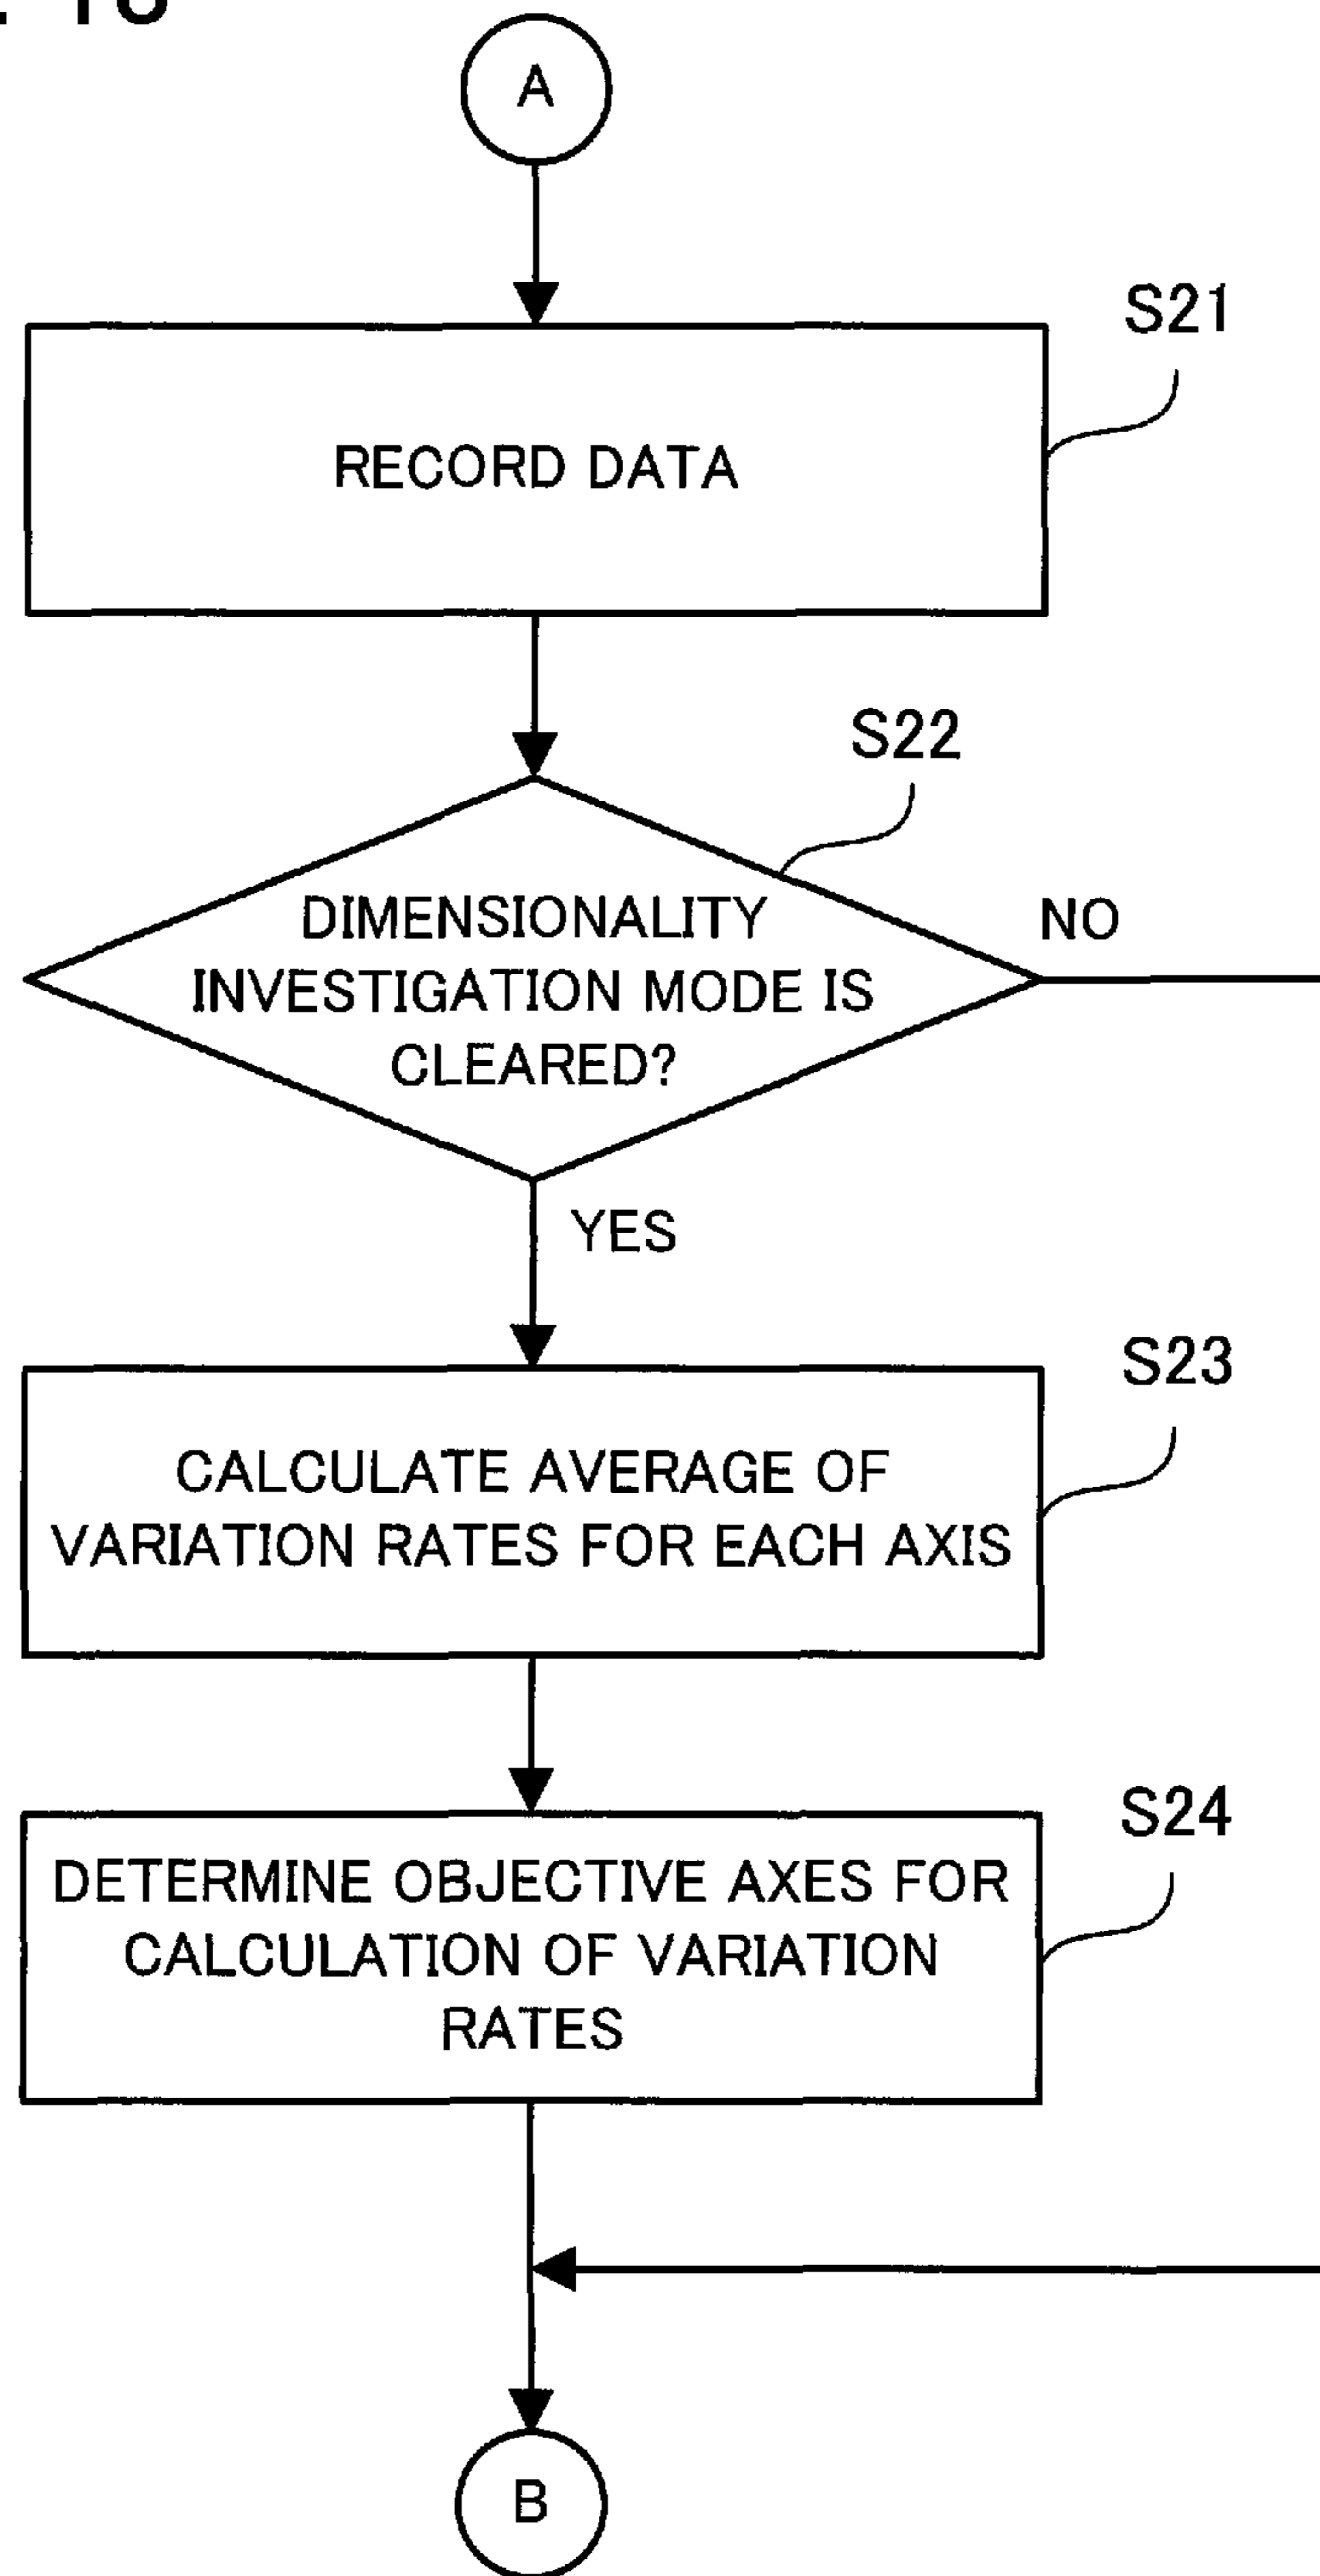 A
S21
RECORD DATA
S22
DIMENSIONALITY
INVESTIGATION MODE IS
CLEARED?
NO
YES
S23
CALCULATE AVERAGE OF
VARIATION RATES FOR EACH AXIS
S24
DETERMINE OBJECTIVE AXES FOR
CALCULATION OF VARIATION
RATES
B